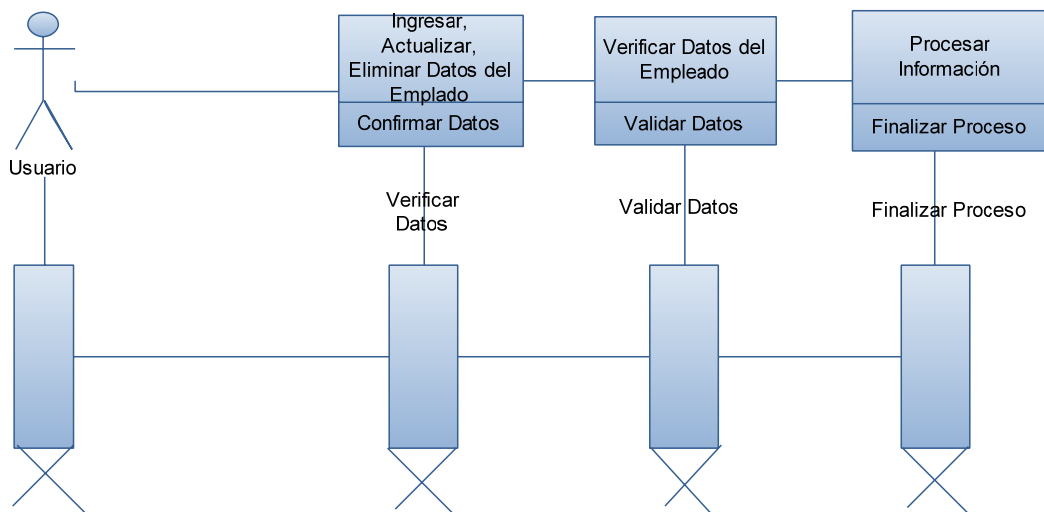 Ingresar,
Actualizar,
Eliminar Datos del
Emplado
Confirmar Datos
Verificar Datos del
Empleado
Validar Datos
Procesar
Información
Finalizar Proceso
Usuario
Verificar
Datos
Validar Datos
Finalizar Proceso